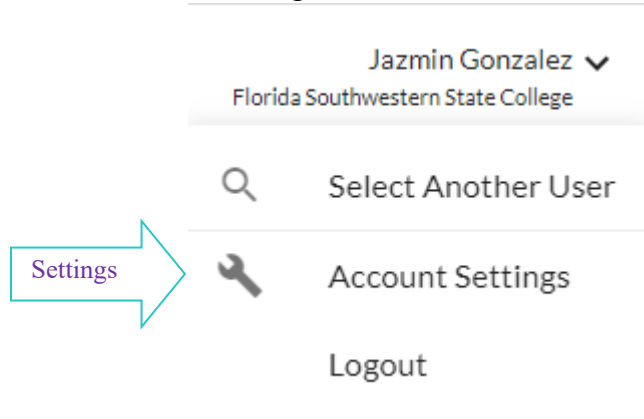 Jazmin Gonzalez
Florida Southwestern State College
Select Another User
Settings
Account Settings
Logout